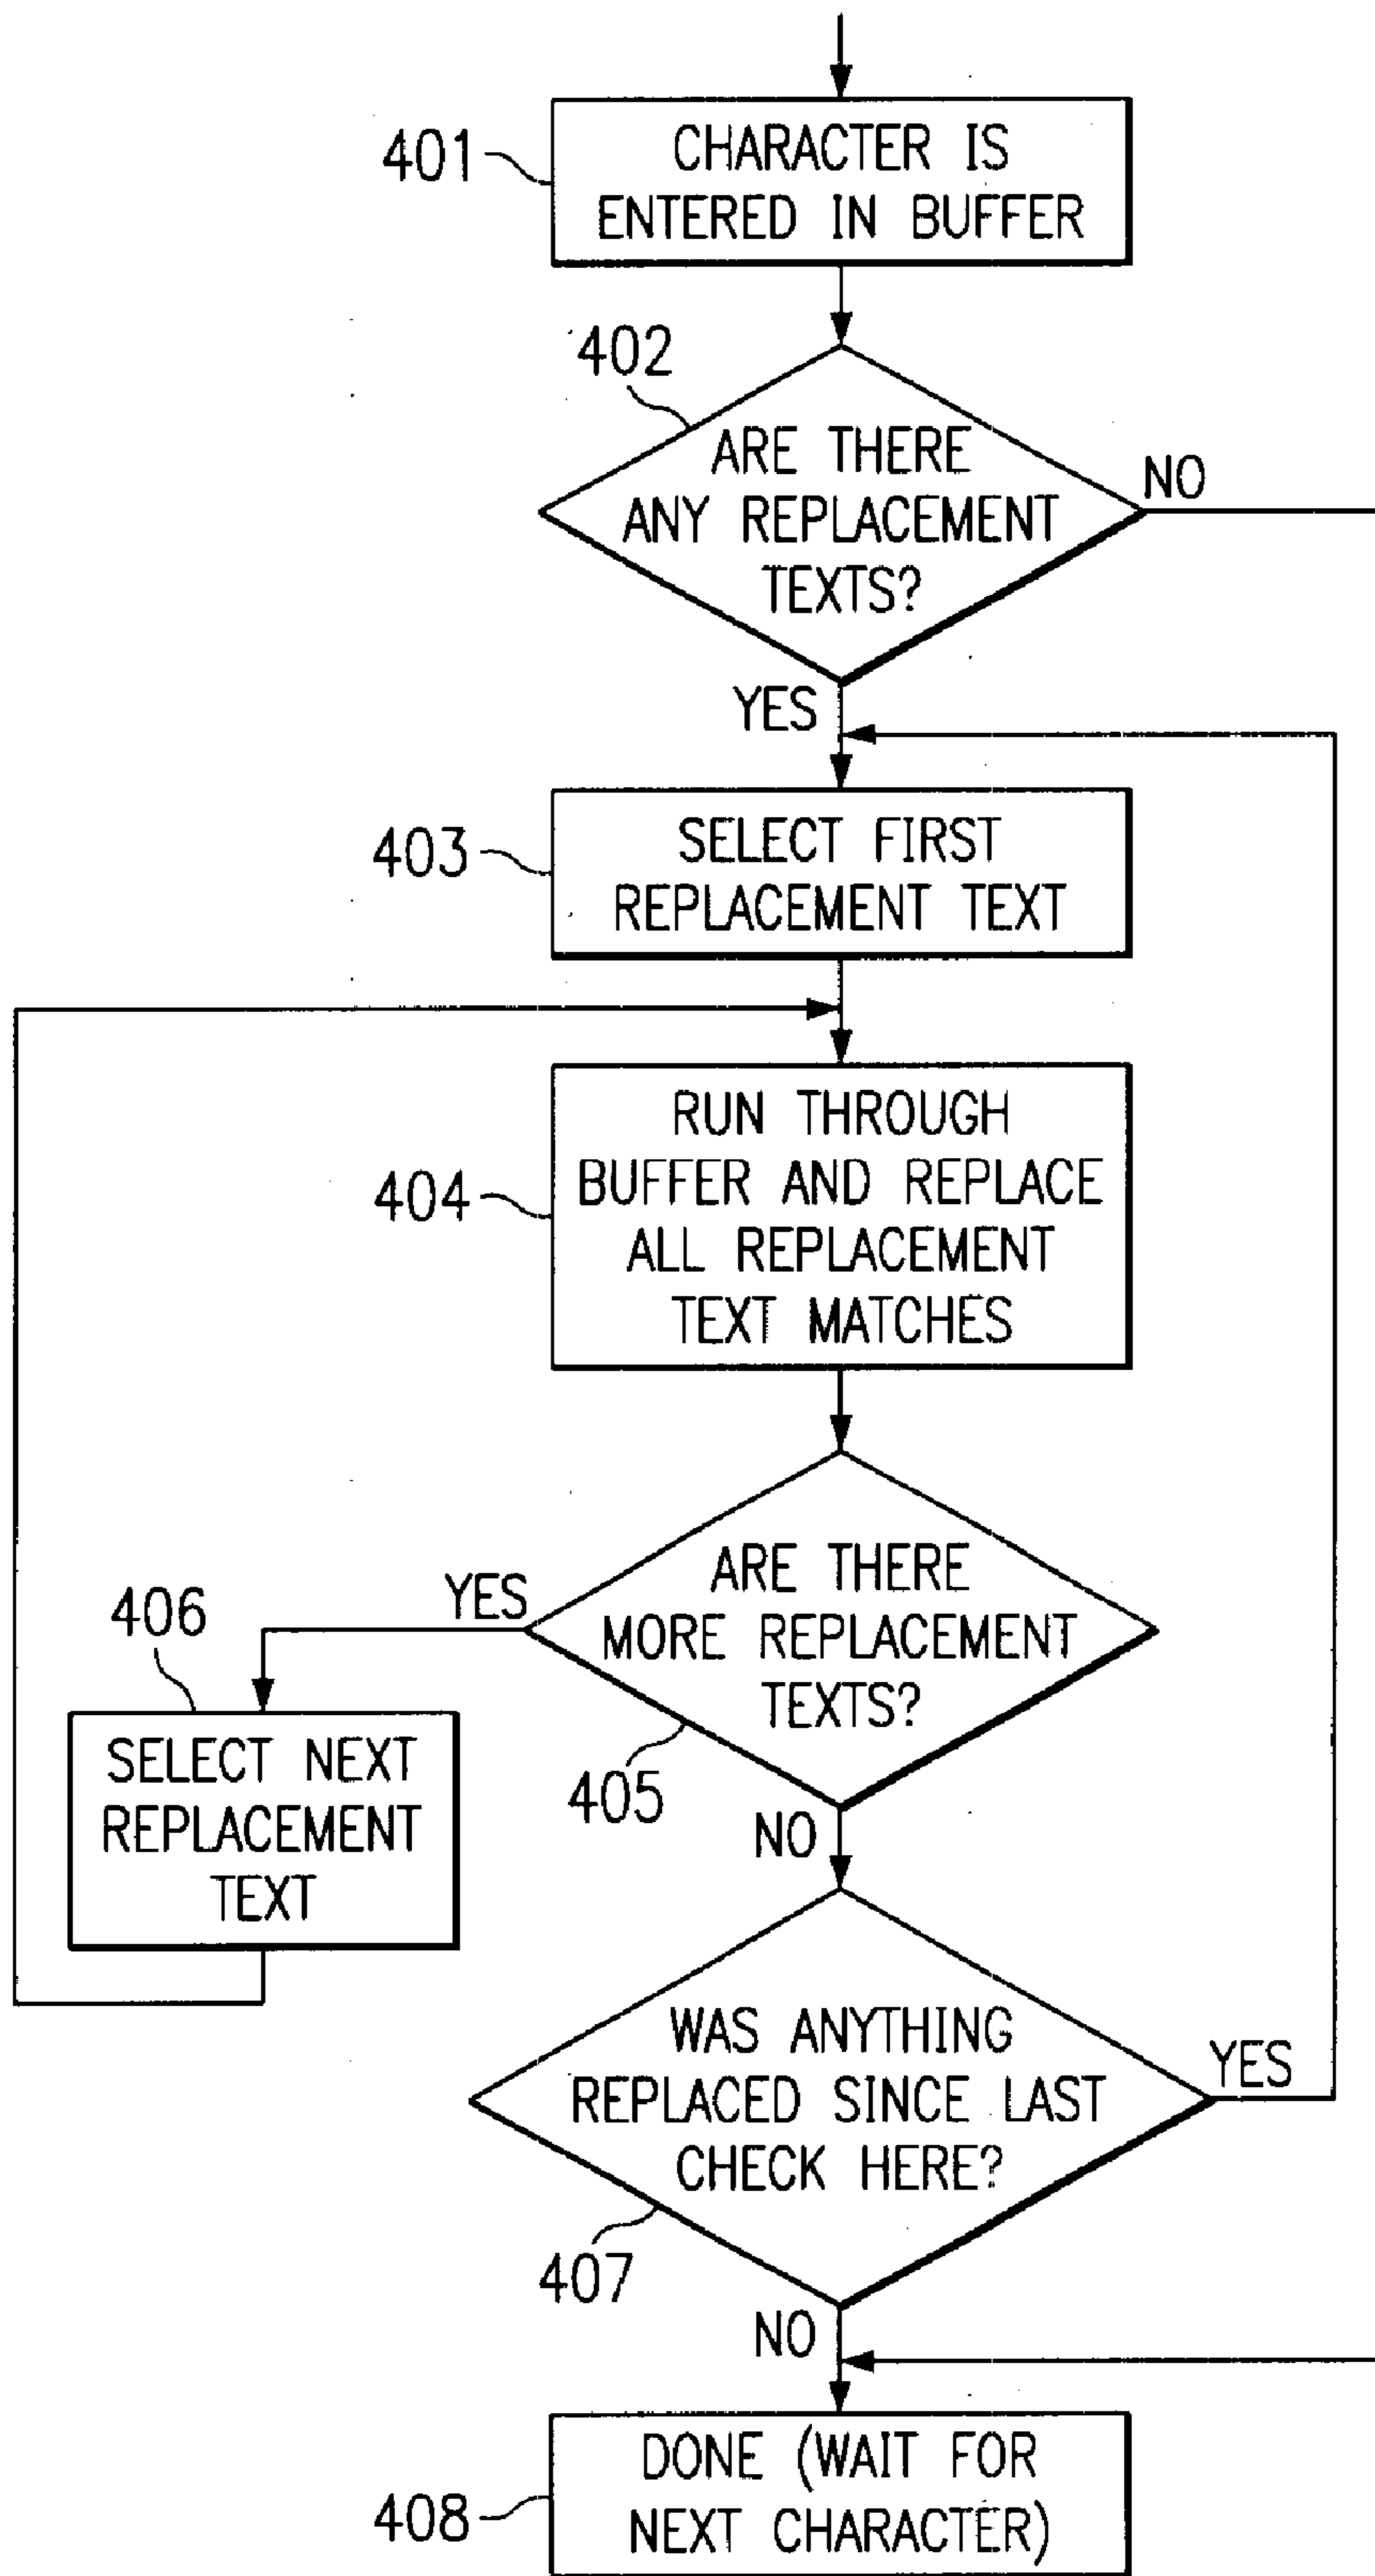 401
CHARACTER IS
ENTERED IN BUFFER
402
ARE THERE
ANY REPLACEMENT
TEXTS?
NO
YES
403
SELECT FIRST
REPLACEMENT TEXT
404
RUN THROUGH
BUFFER AND REPLACE
ALL REPLACEMENT
TEXT MATCHES
ARE THERE
MORE REPLACEMENT
TEXTS?
YES
406
405
SELECT NEXT
REPLACEMENT
TEXT
NO
WAS ANYTHING
REPLACED SINCE LAST
CHECK HERE?
YES
407
NO
408
DONE (WAIT FOR
NEXT CHARACTER)